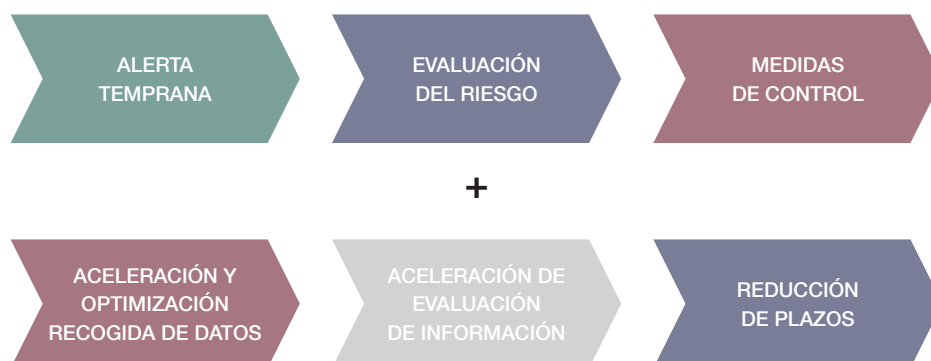 ALERTA
TEMPRANA
EVALUACIÓN
DEL RIESGO
MEDIDAS
DE CONTROL
+
ACELERACIÓN Y
OPTIMIZACIÓN
RECOGIDA DE DATOS
ACELERACIÓN DE
EVALUACIÓN
DE INFORMACIÓN
REDUCCIÓN
DE PLAZOS